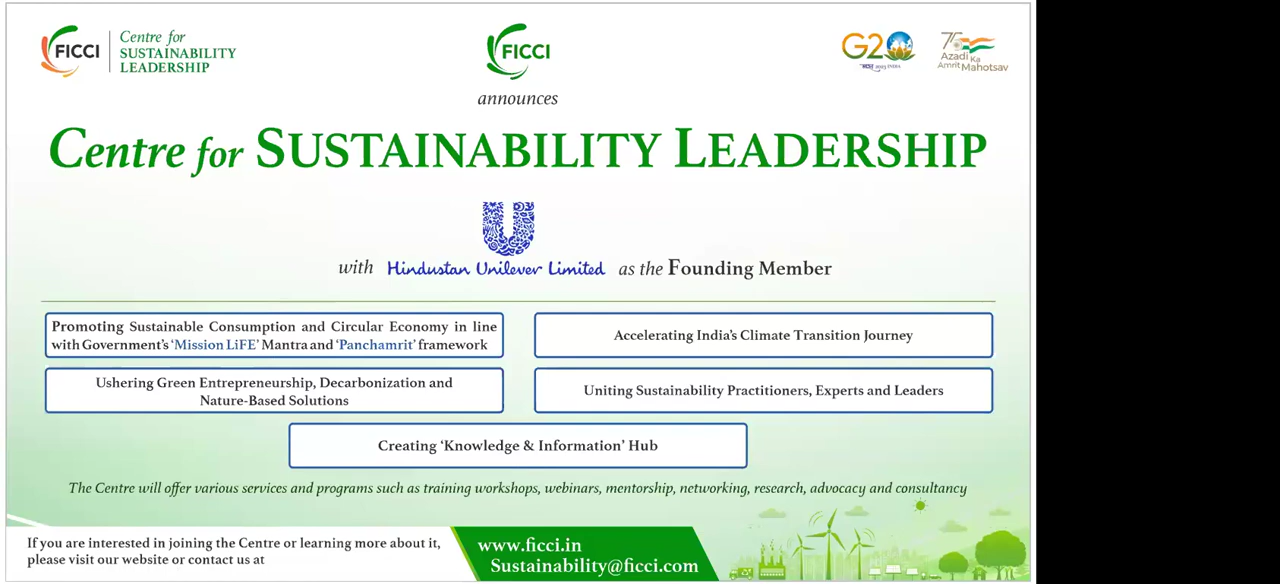 FICCI
Centre for
SUSTAINABILITY
LEADERSHIP
FICCI
G20
2023 INDIA
75
Azadi Ka
Amrit Mahotsav
announces
Centre for SUSTAINABILITY LEADERSHIP
with Hindustan Unilever Limited as the Founding Member
Promoting Sustainable Consumption and Circular Economy in line
with Government's 'Mission LiFE' Mantra and 'Panchamrit' framework
Accelerating India's Climate Transition Journey
Ushering Green Entrepreneurship, Decarbonization and
Nature-Based Solutions
Uniting Sustainability Practitioners, Experts and Leaders
Creating 'Knowledge & Information' Hub
The Centre will offer various services and programs such as training workshops, webinars, mentorship, networking, research, advocacy and consultancy
If you are interested in joining the Centre or learning more about it,
please visit our website or contact us at
www.ficci.in
Sustainability@ficci.com